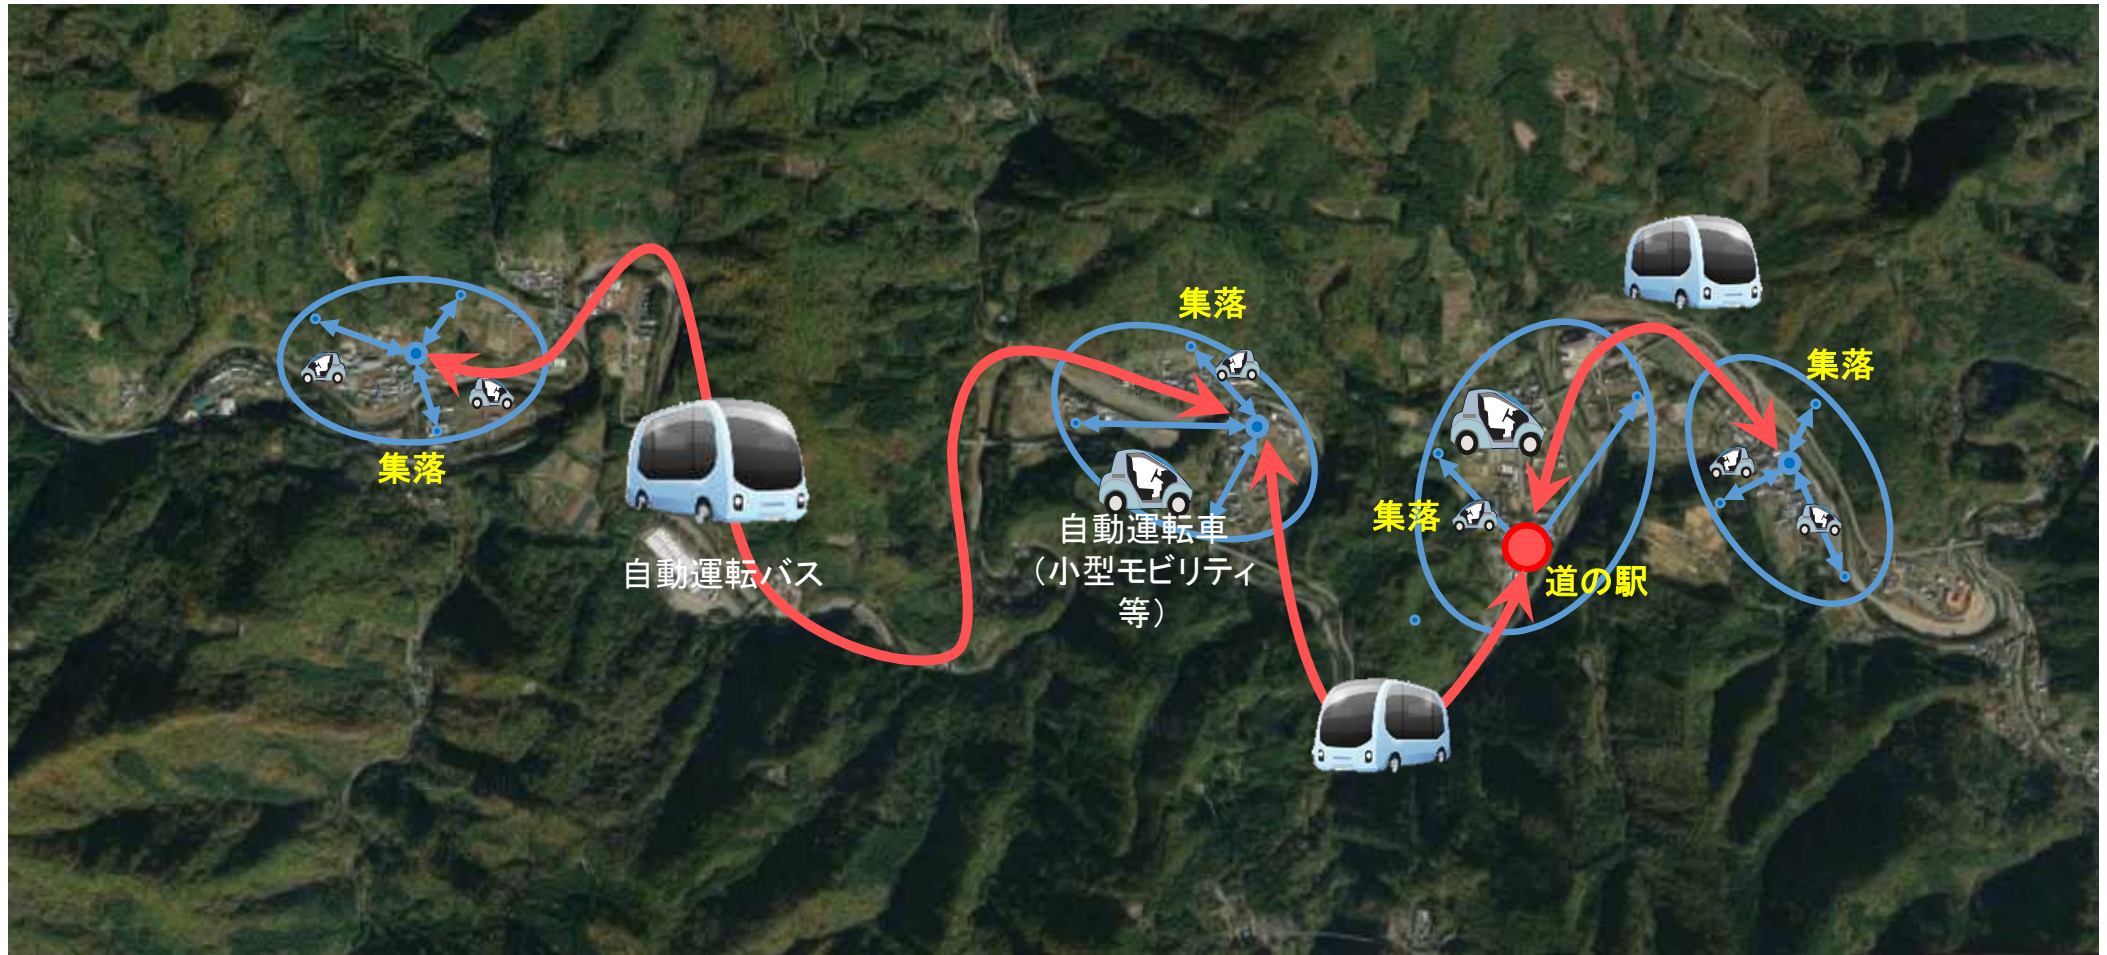 集落
集落
集落
集落
自動運転バス
自動運転車
（小型モビリティ
等）
道の駅